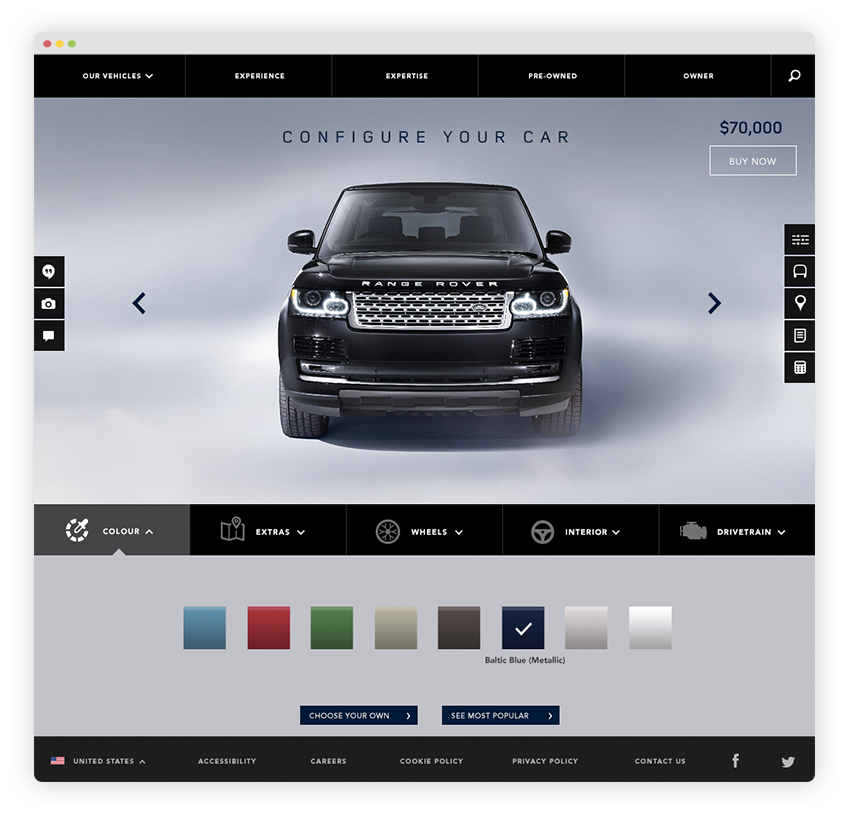 OUR VEHICLES
EXPERIENCE
EXPERTISE
PRE-OWNED
OWNER
CONFIGURE YOUR CAR
$70,000
BUY NOW
RANGE ROVER
COLOUR
EXTRAS
WHEELS
INTERIOR
DRIVETRAIN
Baltic Blue (Metallic)
CHOOSE YOUR OWN
SEE MOST POPULAR
UNITED STATES
ACCESSIBILITY
CAREERS
COOKIE POLICY
PRIVACY POLICY
CONTACT US